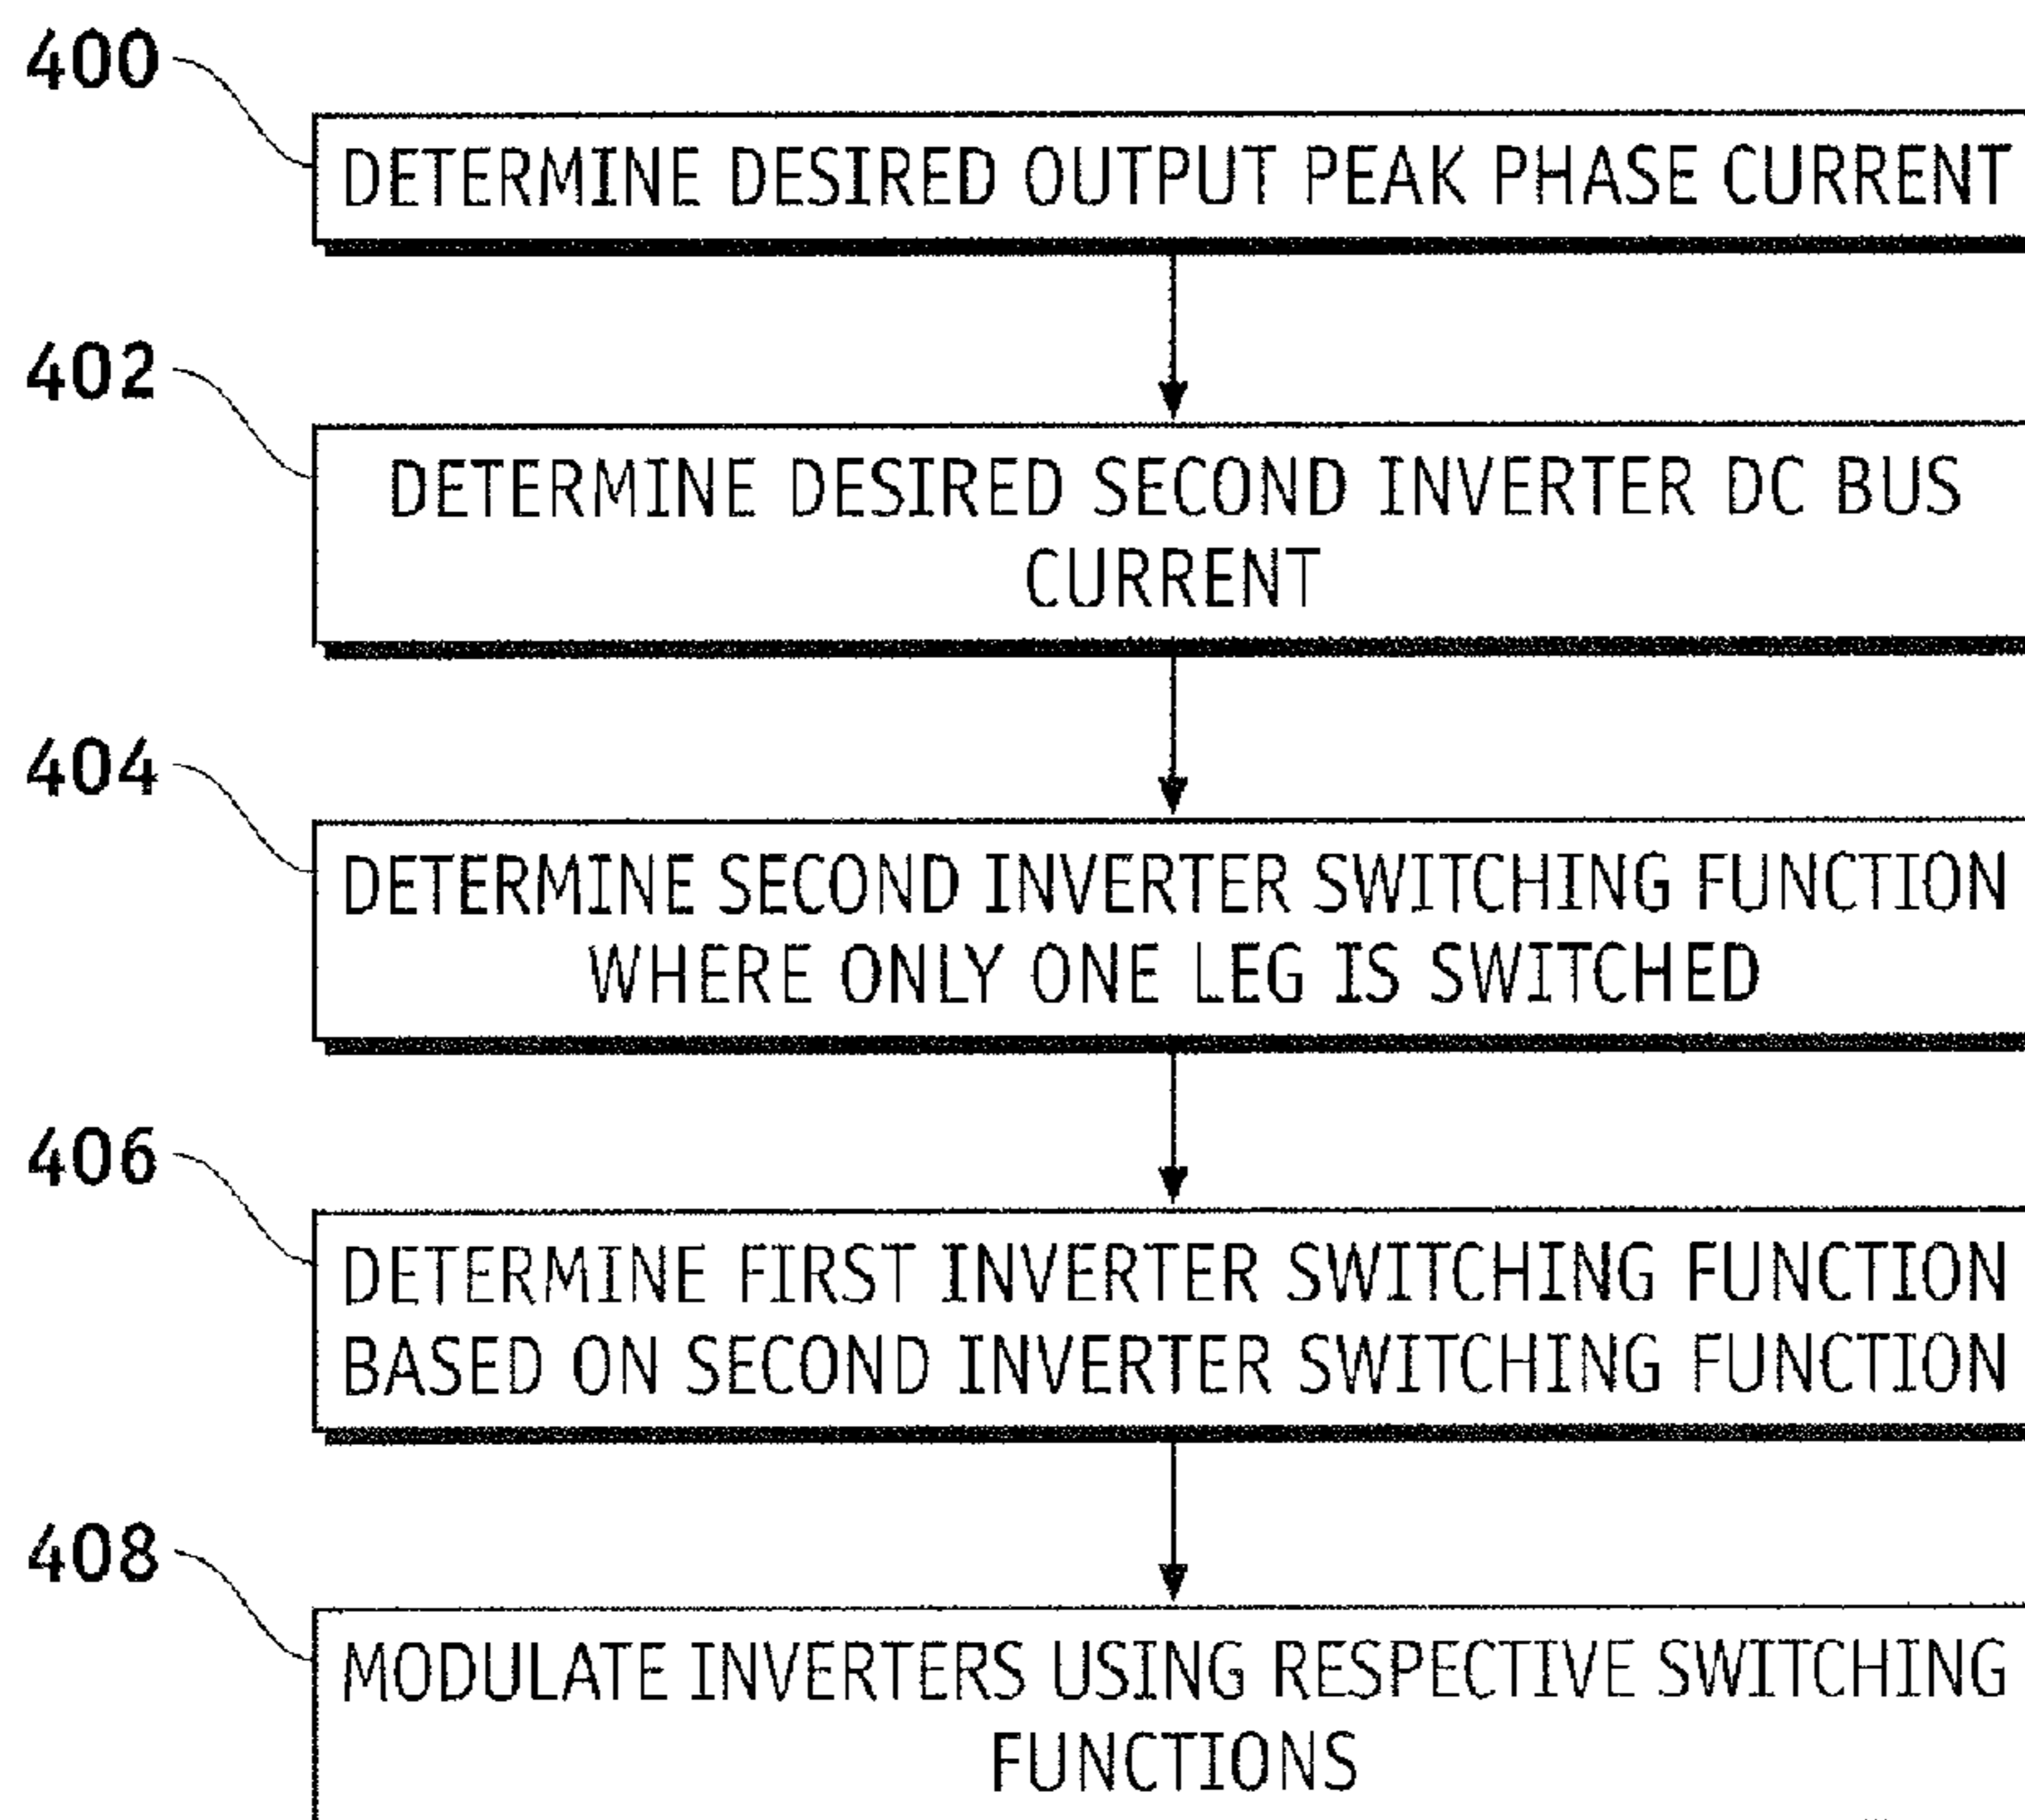 400
DETERMINE DESIRED OUTPUT PEAK PHASE CURRENT
402
DETERMINE DESIRED SECOND INVERTER DC BUS
CURRENT
404
DETERMINE SECOND INVERTER SWITCHING FUNCTION
WHERE ONLY ONE LEG IS SWITCHED
406
DETERMINE FIRST INVERTER SWITCHING FUNCTION
BASED ON SECOND INVERTER SWITCHING FUNCTION
408
MODULATE INVERTERS USING RESPECTIVE SWITCHING
FUNCTIONS